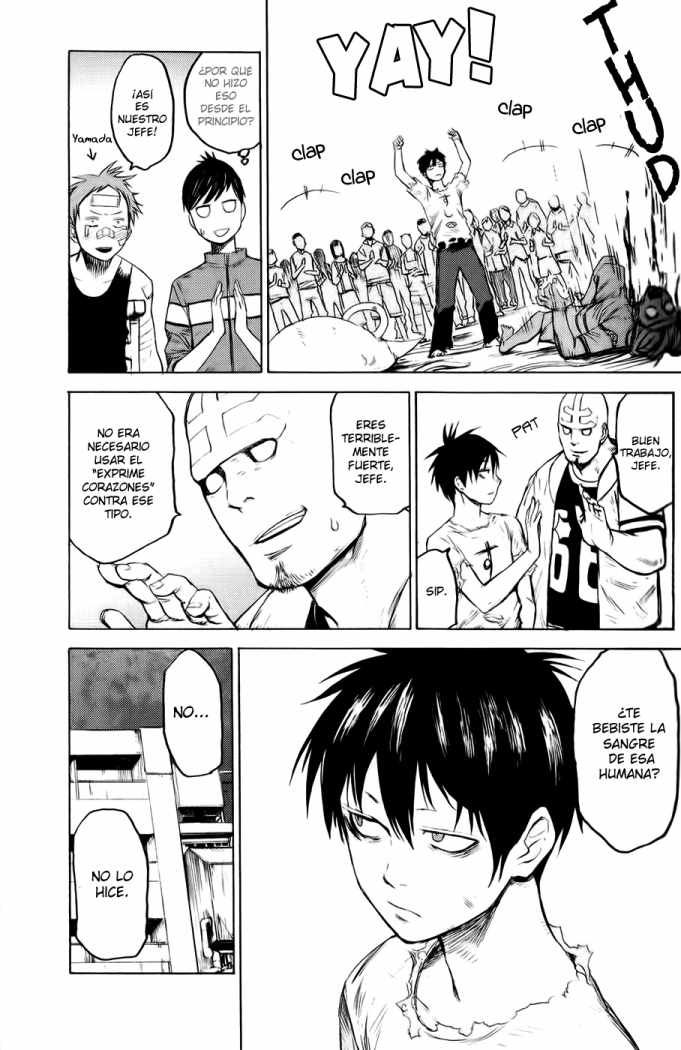 YAY!
THUD
CLAP
CLAP
CLAP
CLAP
¿POR QUÉ
NO HIZO
ESO
DESDE EL
PRINCIPIO?
¡ASÍ
ES
NUESTRO
JEFE!
Yamada
BUEN
TRABAJO,
JEFE.
PAT
SIP.
ERES
TERRIBLE-
MENTE
FUERTE,
JEFE.
NO ERA
NECESARIO
USAR EL
"EXPRIME
CORAZONES"
CONTRA ESE
TIPO.
¿TE
BEBISTE LA
SANGRE
DE ESA
HUMANA?
NO...
NO LO
HICE.